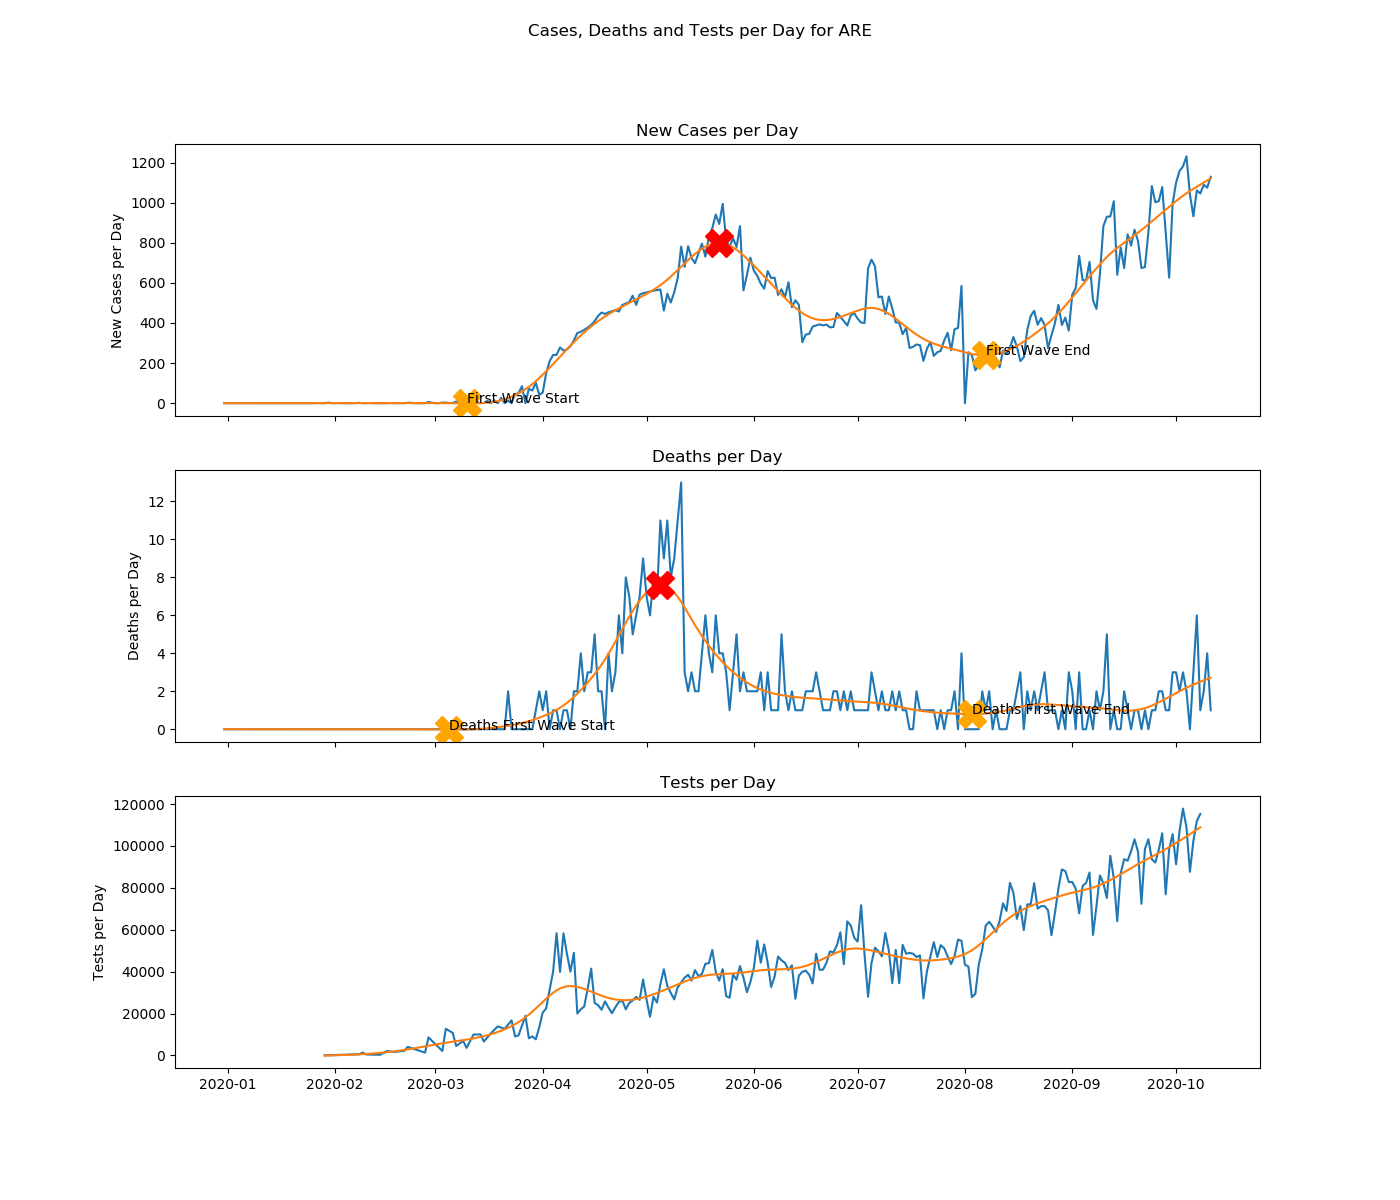 Cases, Deaths and Tests per Day for ARE
New Cases per Day
New Cases per Day
1200
1000
800
600
400
200
0
First Wave Start
First Wave End
Deaths per Day
Deaths per Day
12
10
8
6
4
2
0
Deaths First Wave Start
Deaths First Wave End
Tests per Day
Tests per Day
120000
100000
80000
60000
40000
20000
0
2020-01 2020-02 2020-03 2020-04 2020-05 2020-06 2020-07 2020-08 2020-09 2020-10